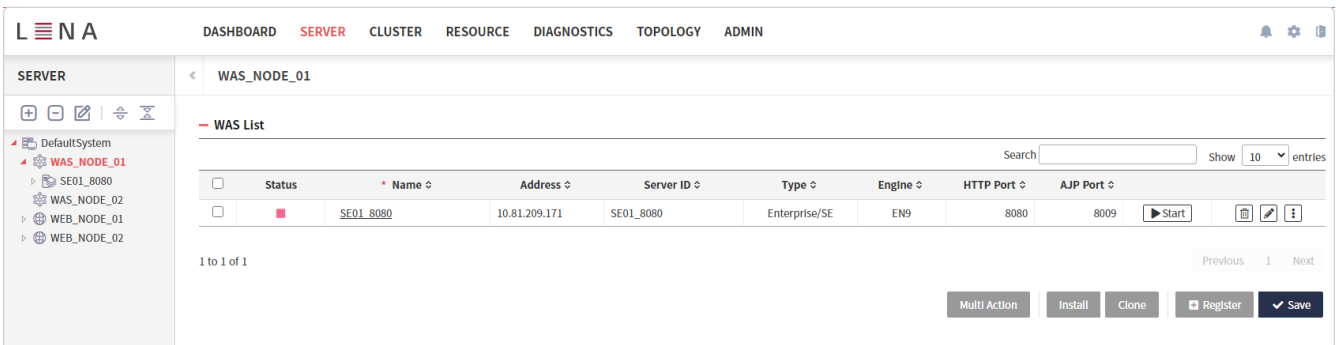 LENA
DASHBOARD SERVER CLUSTER RESOURCE DIAGNOSTICS TOPOLOGY ADMIN
SERVER
WAS_NODE_01
DefaultSystem
WAS_NODE_01
SE01_8080
WAS_NODE_02
WEB_NODE_01
WEB_NODE_02
WAS List
Search
Show 10 entries
Status * Name Address Server ID Type Engine HTTP Port AJP Port
SE01_8080 10.81.209.171 SE01_8080 Enterprise/SE EN9 8080 8009 Start
1 to 1 of 1
Previous 1 Next
Multi Action Install Clone Register Save